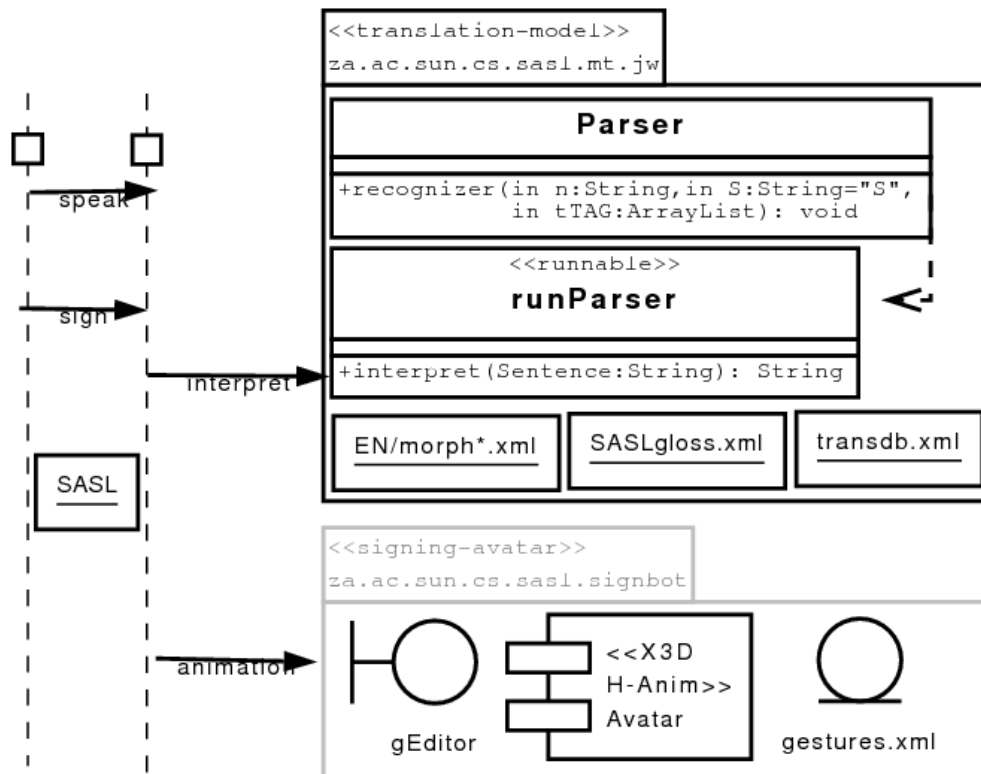 <<translation-model>>
za.ac.sun.cs.sasl.mt.jw
Parser
+recognizer(in n:String,in S:String="S",
in tTAG:ArrayList): void
<<runnable>>
runParser
+interpret(Sentence:String): String
speak
sign
interpret
EN/morph*.xml
SASLgloss.xml
transdb.xml
SASL
<<signing-avatar>>
za.ac.sun.cs.sasl.signbot
animation
gEditor
<<X3D
H-Anim>>
Avatar
gestures.xml